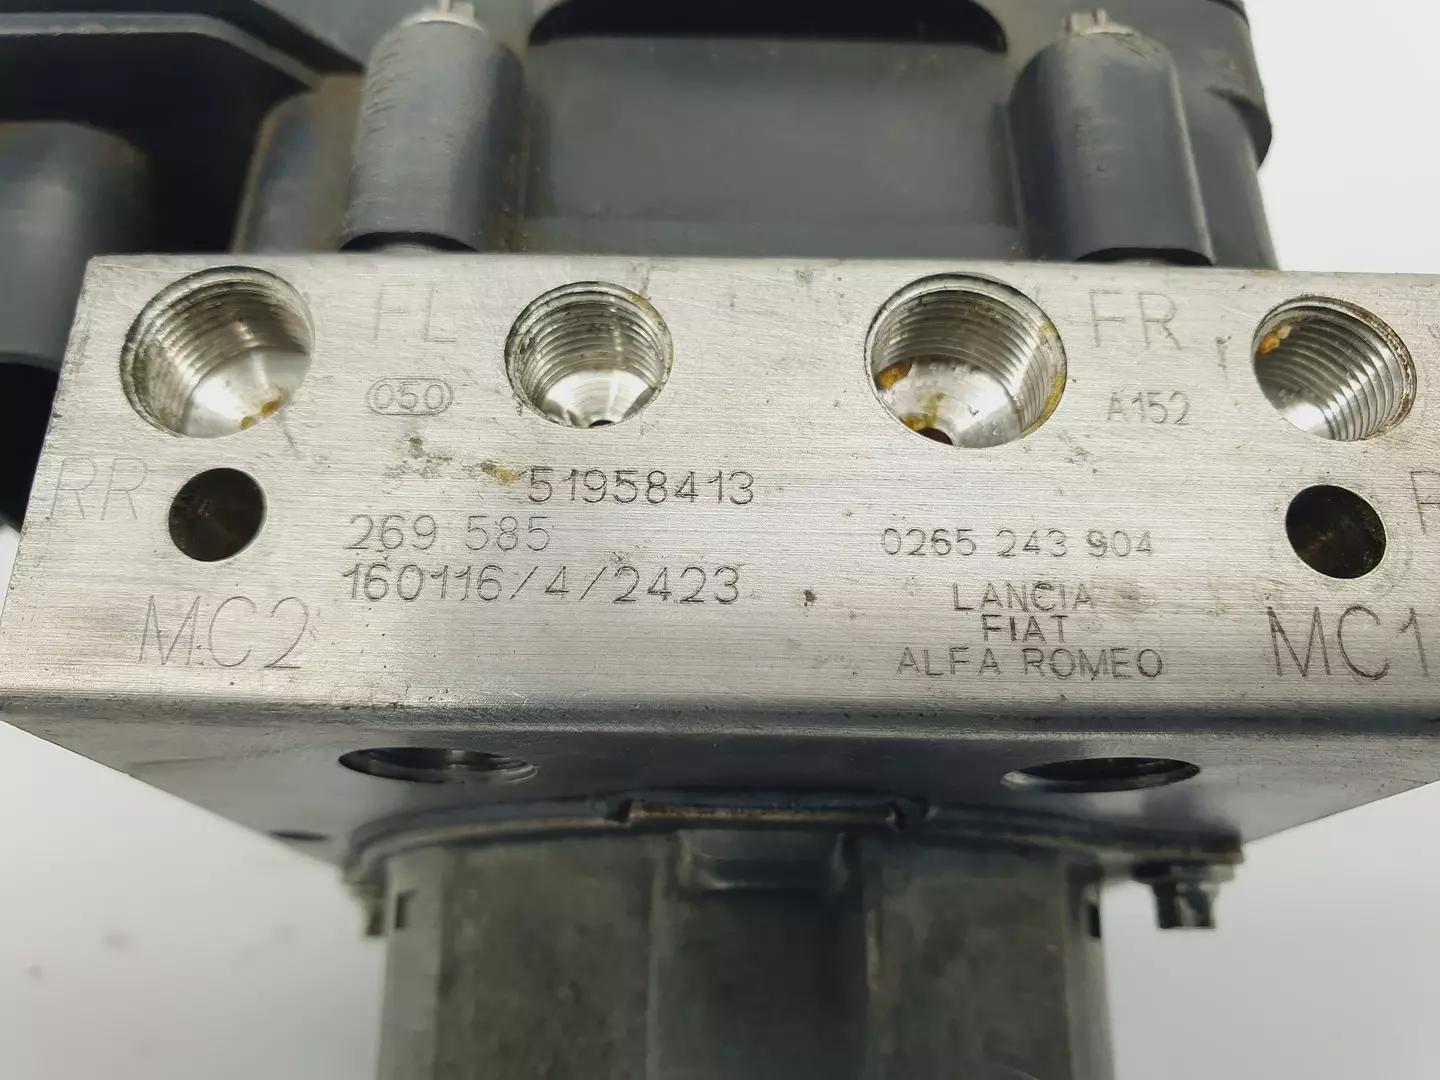 FL
FR
050
A152
RR
51958413
269 585
0265 243 904
160116/4/2423
LANCIA
FIAT
ALFA ROMEO
MC2
MC1